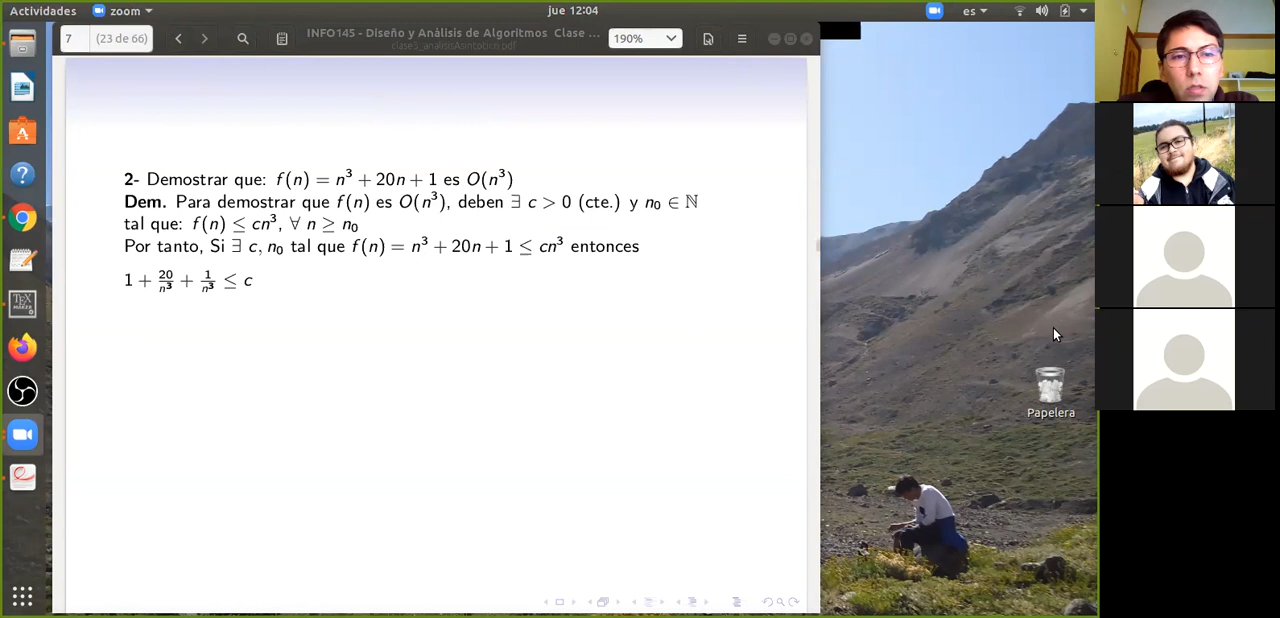 Actividades
zoom
jue 12:04
es
7
(23 de 66)
INFO145 - Diseño y Anàlisis de Algoritmos Clase ...
190%
2- Demostrar que: f(n) = n³ + 20n + 1 es O(n³)
Dem. Para demostrar que f(n) es O(n³), deben ∃ c > 0 (cte.) y n₀ ∈ ℕ
tal que: f(n) ≤ cn³, ∀ n ≥ n₀
Por tanto, Si ∃ c, n₀ tal que f(n) = n³ + 20n + 1 ≤ cn³ entonces
1 + 20/n³ + 1/n³ ≤ c
Papelera